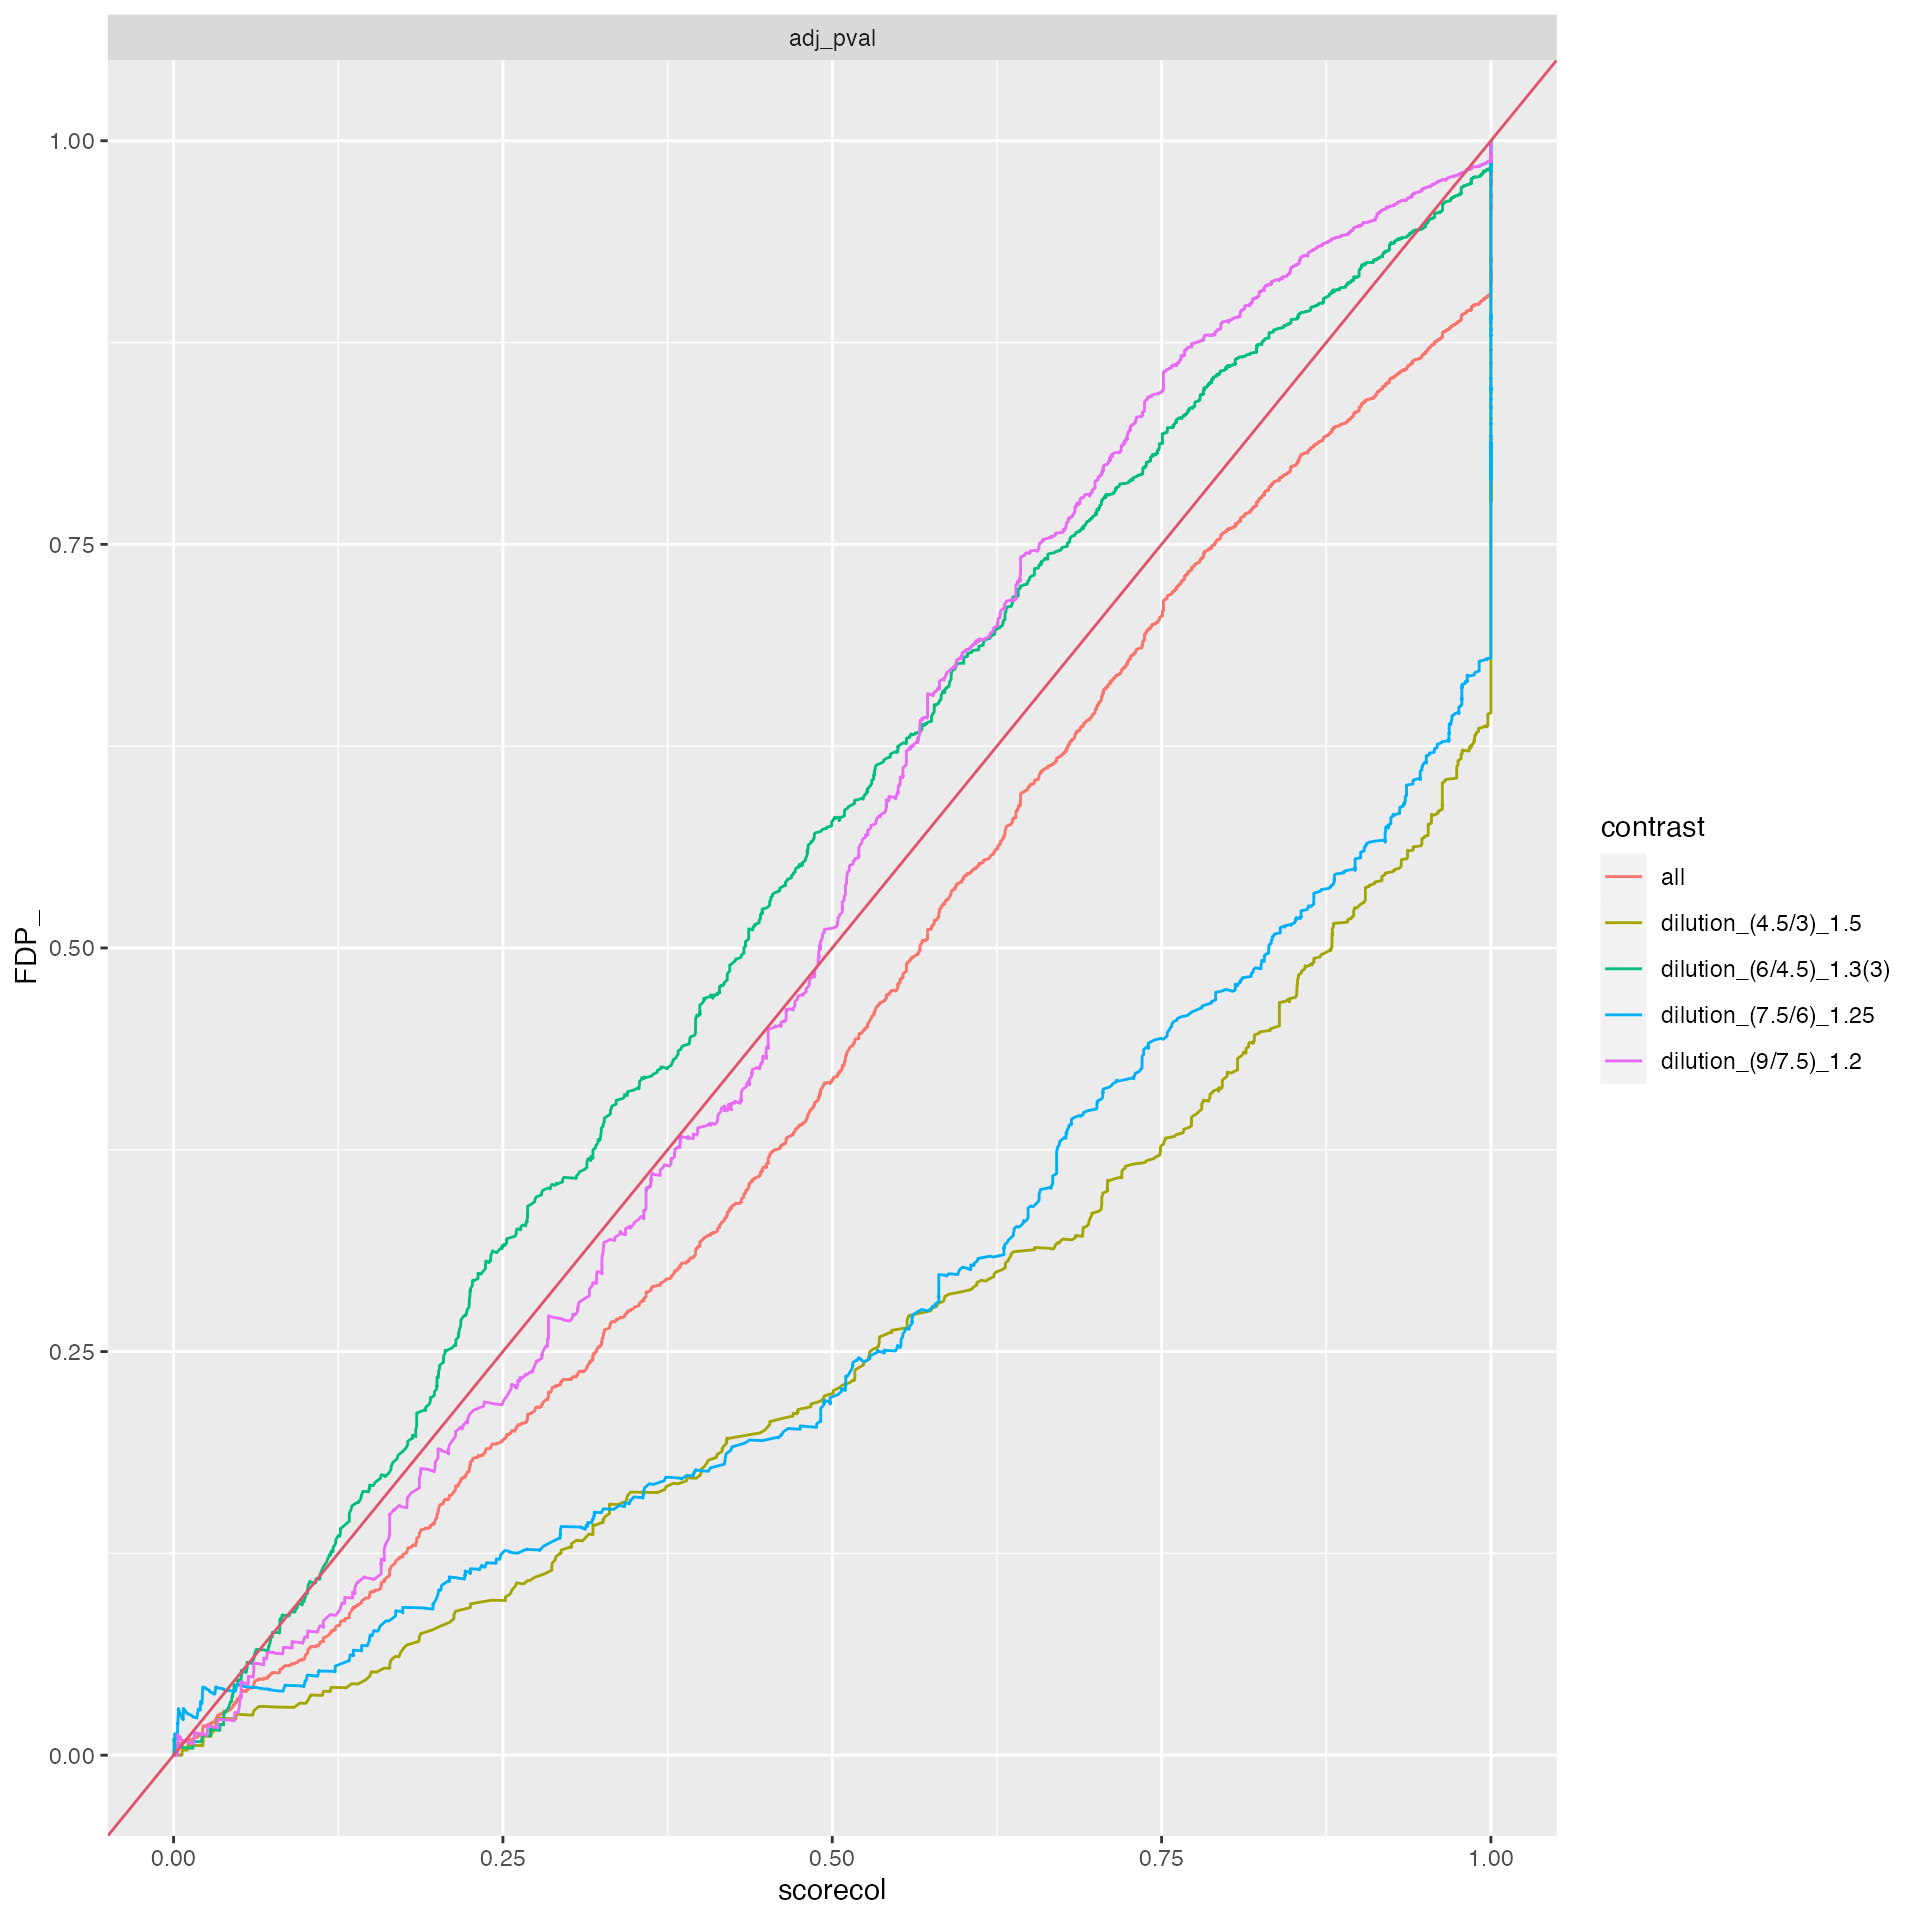 adj_pval
1.00
0.75
0.50
0.25
0.00
FDP_
0.00
0.25
0.50
0.75
1.00
scorecol
contrast
all
dilution_(4.5/3)_1.5
dilution_(6/4.5)_1.3(3)
dilution_(7.5/6)_1.25
dilution_(9/7.5)_1.2